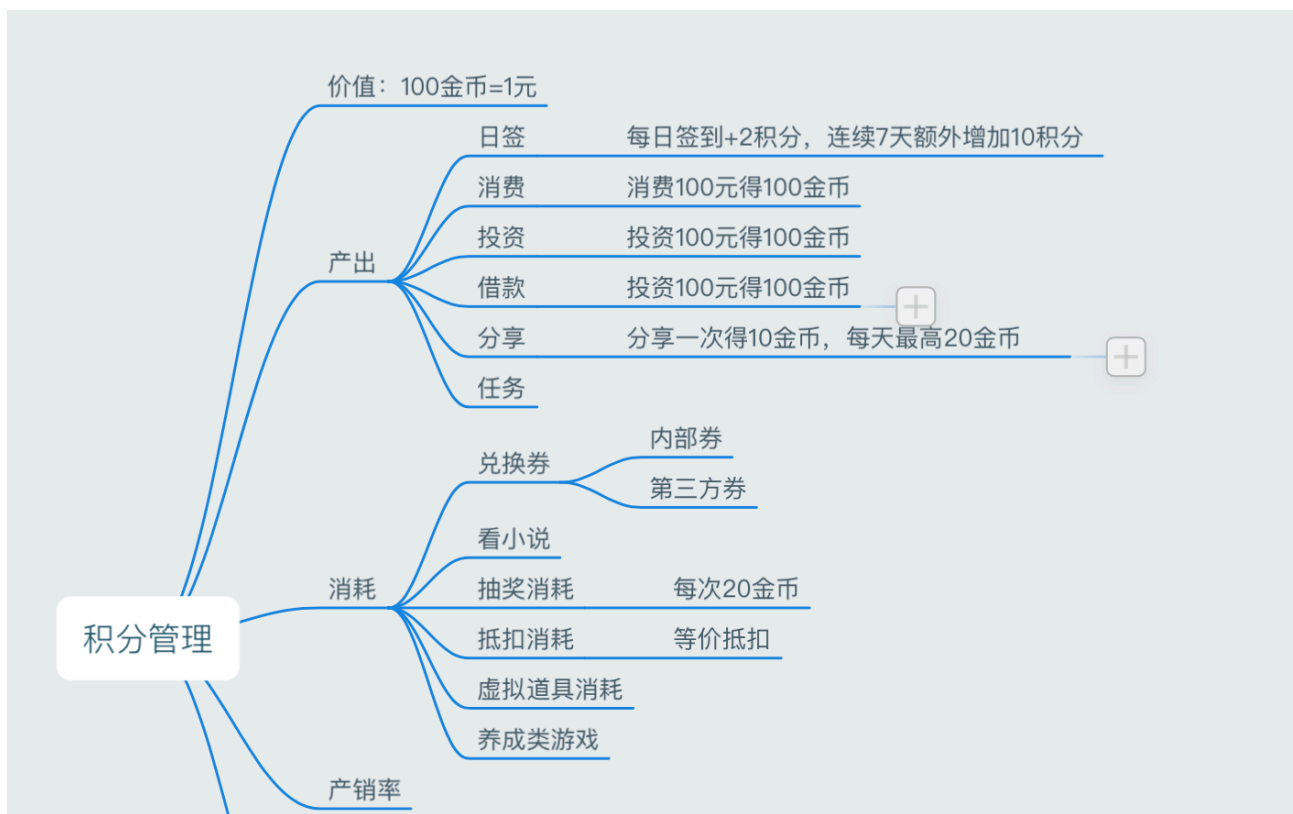 价值：100金币=1元
日签 每日签到+2积分，连续7天额外增加10积分
消费 消费100元得100金币
投资 投资100元得100金币
产出
借款 投资100元得100金币
分享 分享一次得10金币，每天最高20金币
任务
内部券
兑换券
第三方券
看小说
消耗
抽奖消耗 每次20金币
积分管理
抵扣消耗 等价抵扣
虚拟道具消耗
养成类游戏
产销率